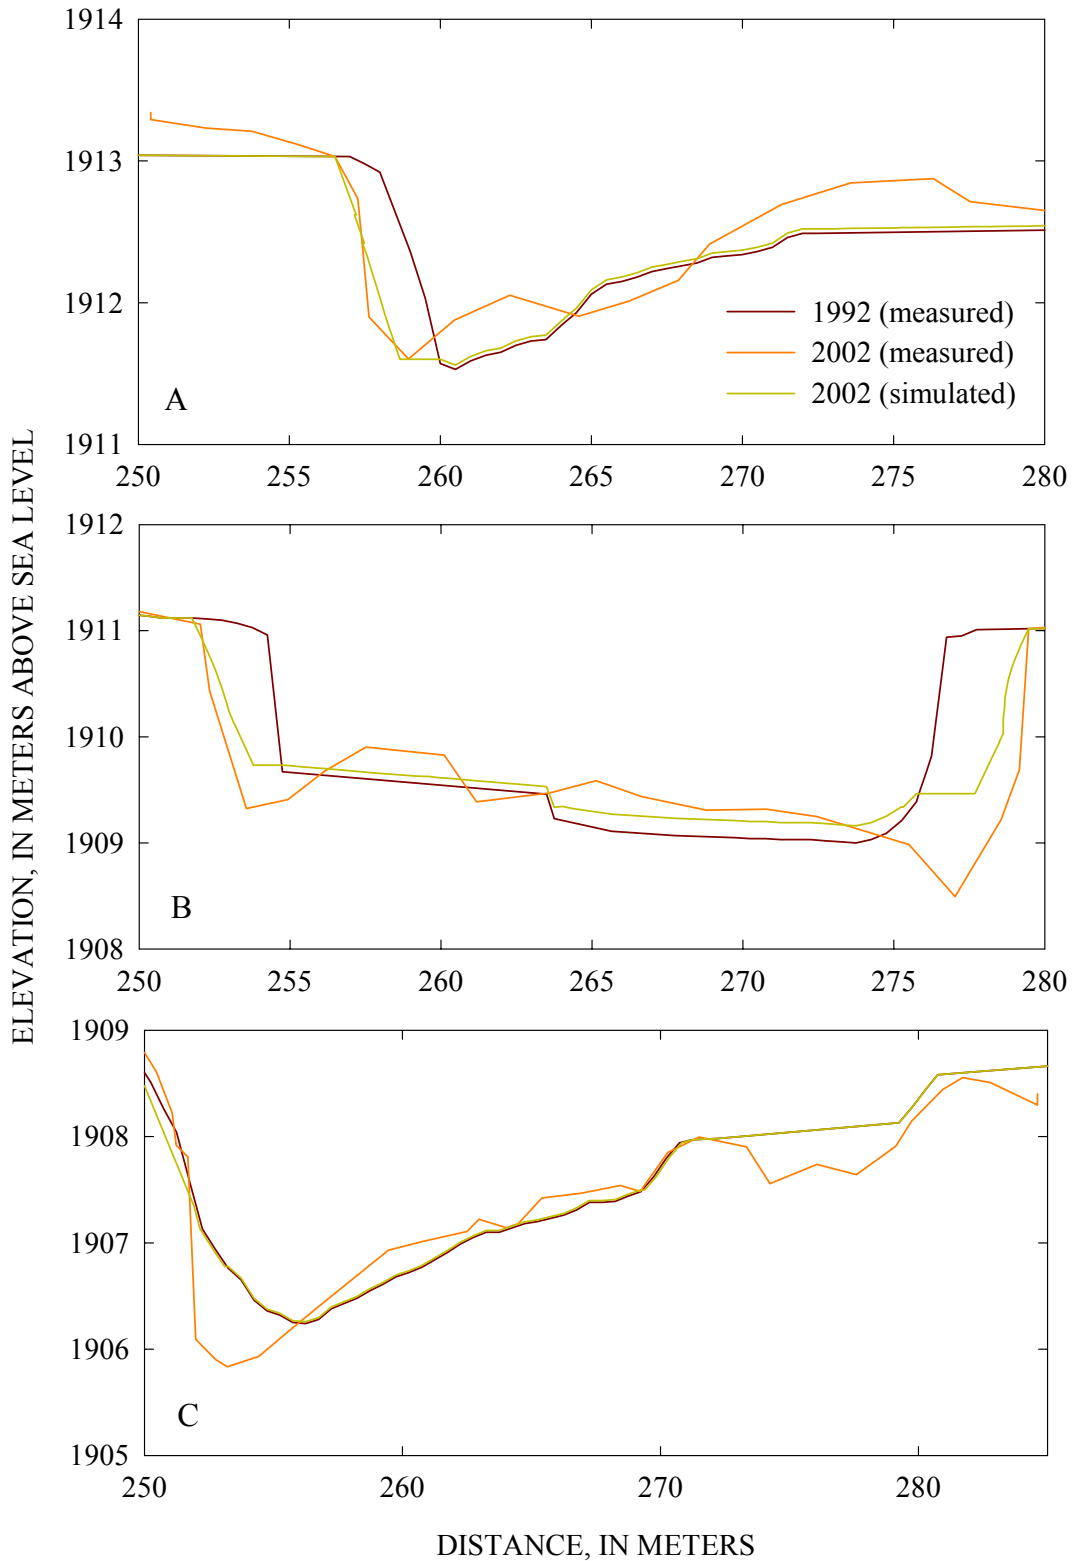 1914
1913
1912
1911
250 255 260 265 270 275 280
A
1992 (measured)
2002 (measured)
2002 (simulated)
ELEVATION, IN METERS ABOVE SEA LEVEL
1912
1911
1910
1909
1908
250 255 260 265 270 275 280
B
1909
1908
1907
1906
1905
250 260 270 280
C
DISTANCE, IN METERS